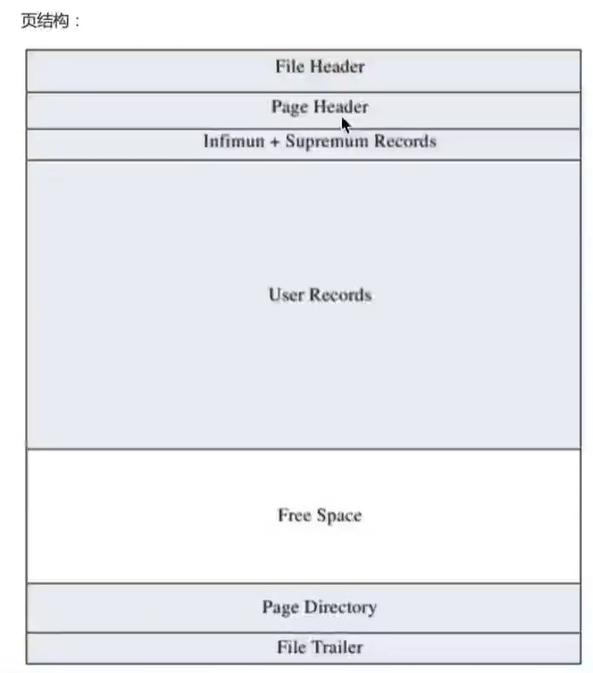 页结构：
File Header
Page Header
Infimun + Supremum Records
User Records
Free Space
Page Directory
File Trailer